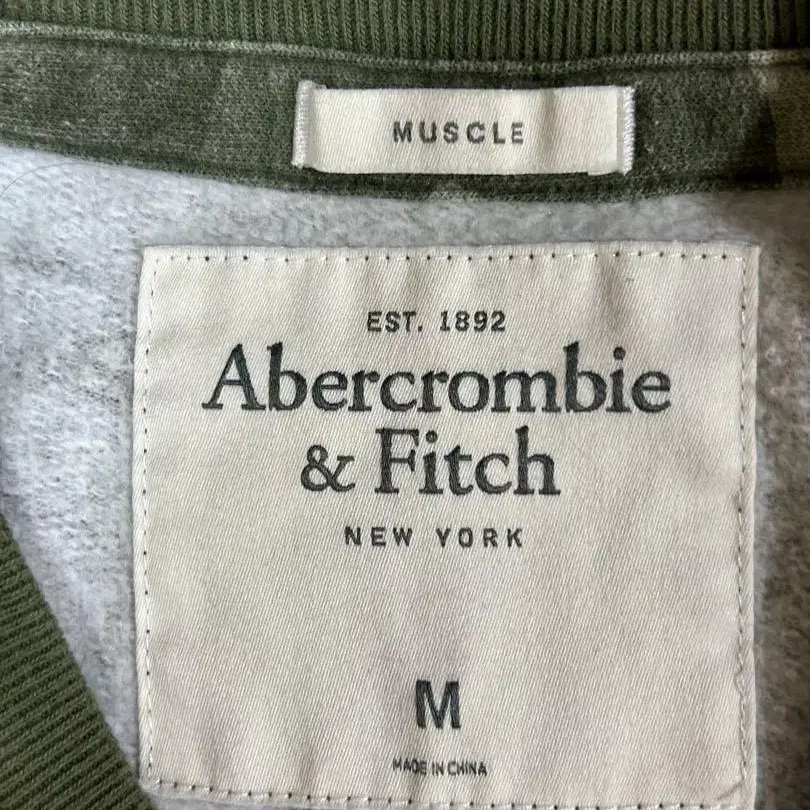 MUSCLE
EST. 1892
Abercrombie
& Fitch
NEW YORK
M
MADE IN CHINA